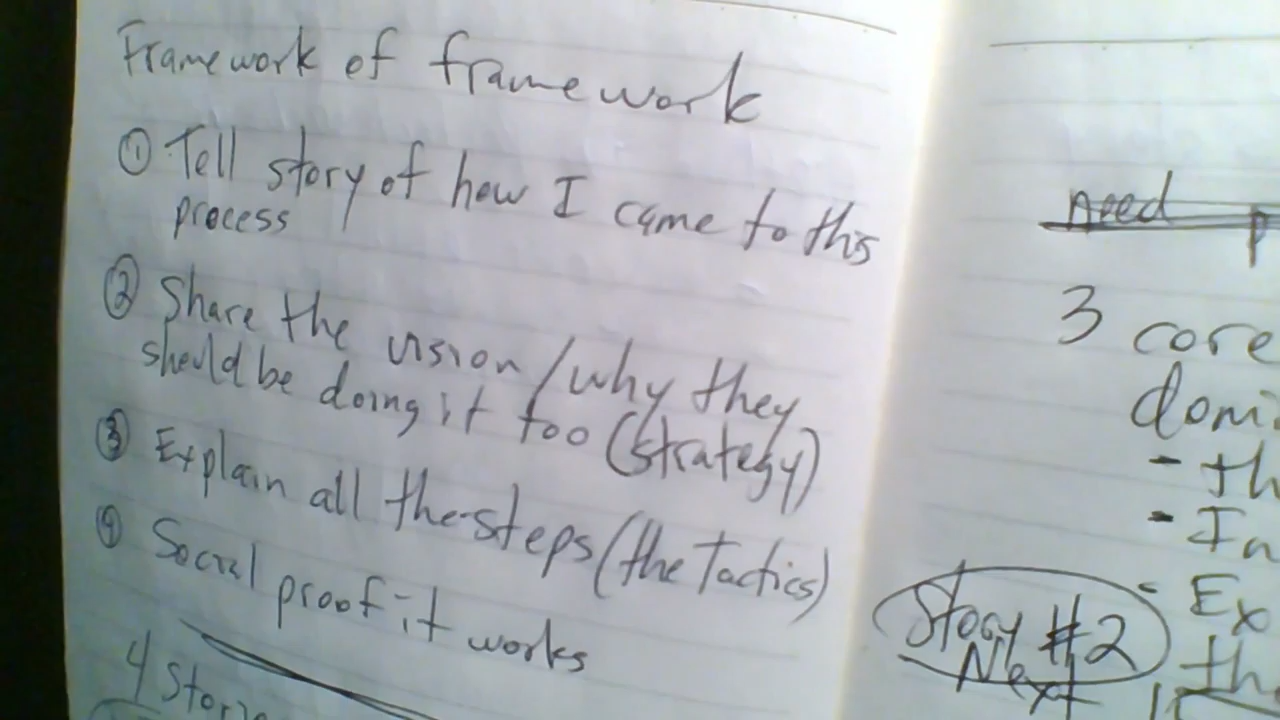 Framework of framework
① Tell story of how I came to this
process
② Share the vision/why they
should be doing it too (strategy)
③ Explain all the steps (the Tactics)
④ Social proof it works
4
need
3 core
Story #2
Next